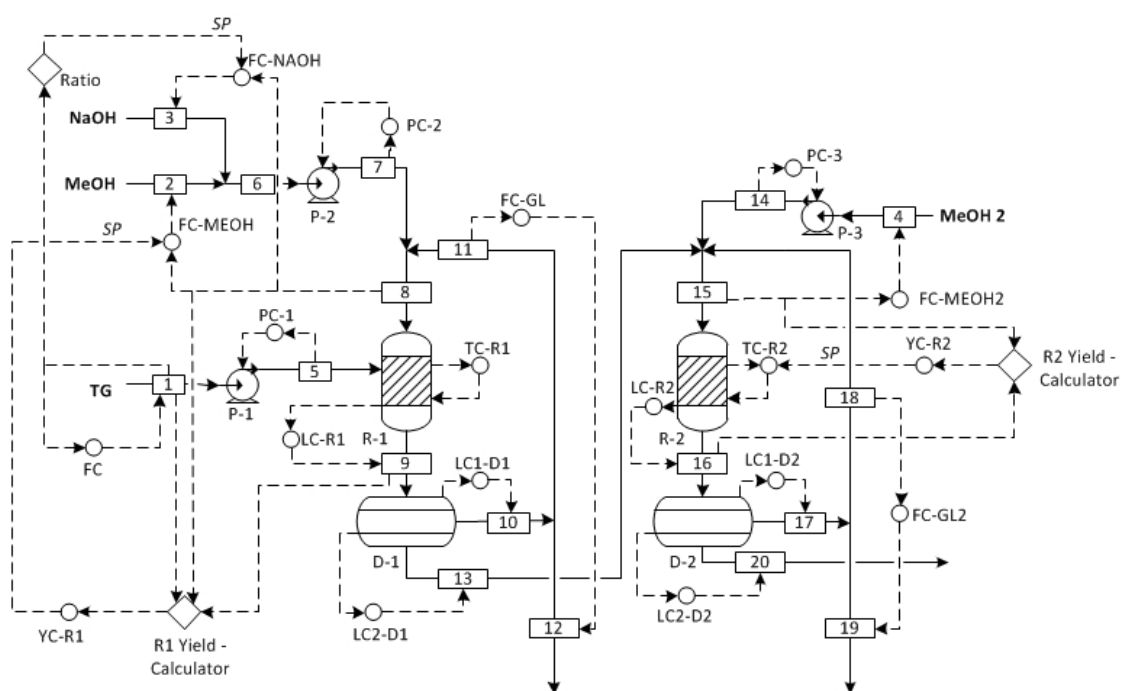 SP
FC-NAOH
Ratio
NaOH
3
PC-2
7
MeOH
2
6
P-2
FC-MEOH
SP
FC-GL
11
8
PC-1
5
TC-R1
TG
1
P-1
LC-R1
R-1
FC
9
LC1-D1
10
D-1
13
YC-R1
R1 Yield -
Calculator
LC2-D1
12
PC-3
14
P-3
4
MeOH 2
15
FC-MEOH2
TC-R2
SP
YC-R2
R2 Yield -
Calculator
LC-R2
18
R-2
16
LC1-D2
17
FC-GL2
D-2
20
LC2-D2
19